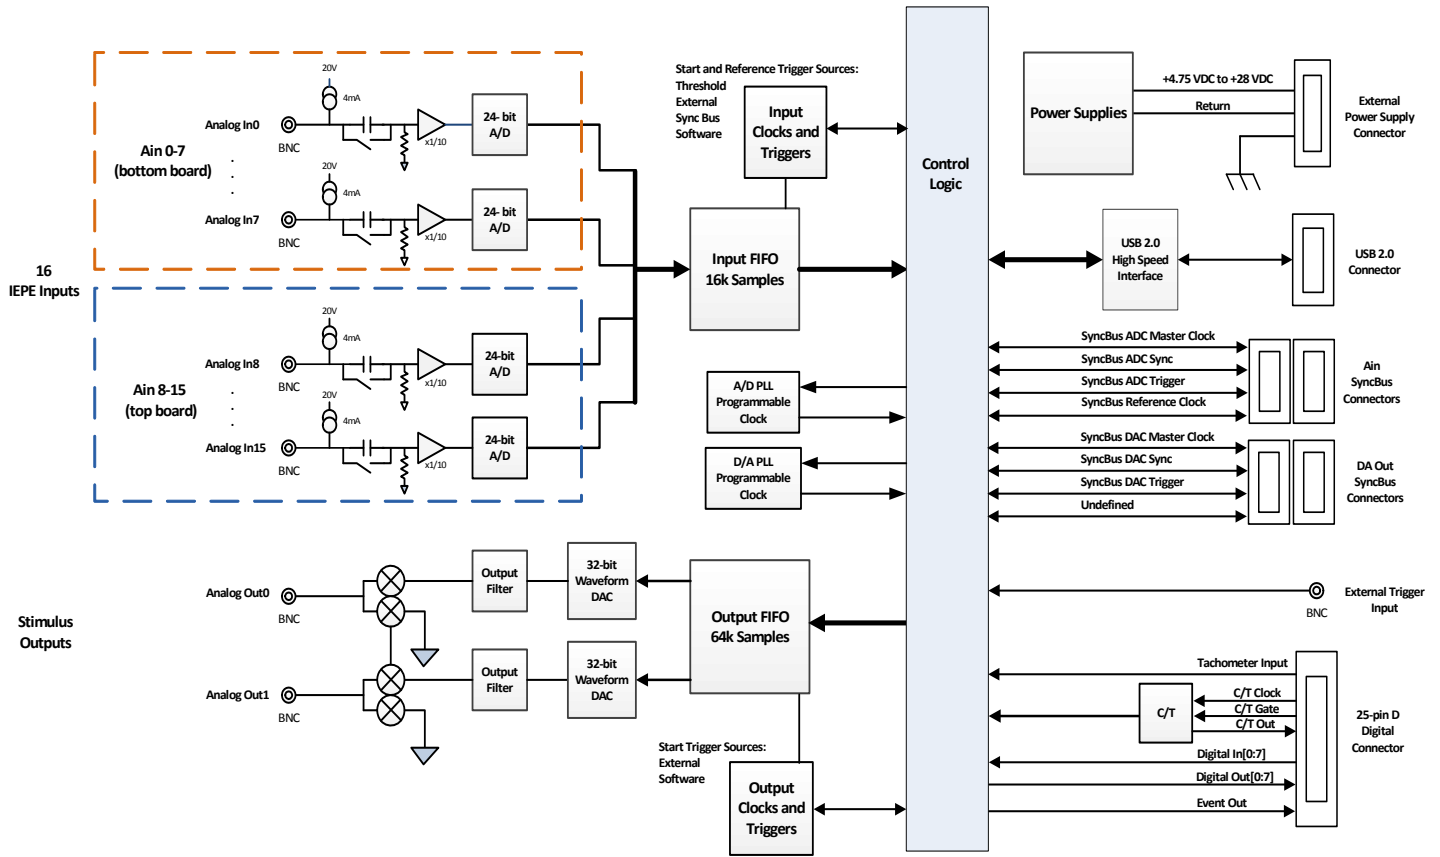 16
IEPE Inputs
Ain 0-7
(bottom board)
20V
4mA
Analog In0
BNC
x1/10
24- bit
A/D
.
.
.
20V
4mA
Analog In7
BNC
x1/10
24- bit
A/D
Ain 8-15
(top board)
20V
4mA
Analog In8
BNC
x1/10
24-bit
A/D
.
.
.
20V
4mA
Analog In15
BNC
x1/10
24-bit
A/D
Start and Reference Trigger Sources:
Threshold
External
Sync Bus
Software
Input
Clocks and
Triggers
Input FIFO
16k Samples
A/D PLL
Programmable
Clock
D/A PLL
Programmable
Clock
Stimulus
Outputs
Analog Out0
BNC
Output
Filter
32-bit
Waveform
DAC
Analog Out1
BNC
Output
Filter
32-bit
Waveform
DAC
Output FIFO
64k Samples
Start Trigger Sources:
External
Software
Output
Clocks and
Triggers
Control
Logic
Power Supplies
+4.75 VDC to +28 VDC
Return
External
Power Supply
Connector
USB 2.0
High Speed
Interface
USB 2.0
Connector
SyncBus ADC Master Clock
SyncBus ADC Sync
SyncBus ADC Trigger
SyncBus Reference Clock
Ain
SyncBus
Connectors
SyncBus DAC Master Clock
SyncBus DAC Sync
SyncBus DAC Trigger
Undefined
DA Out
SyncBus
Connectors
BNC
External Trigger
Input
Tachometer Input
C/T
C/T Clock
C/T Gate
C/T Out
Digital In[0:7]
Digital Out[0:7]
Event Out
25-pin D
Digital
Connector